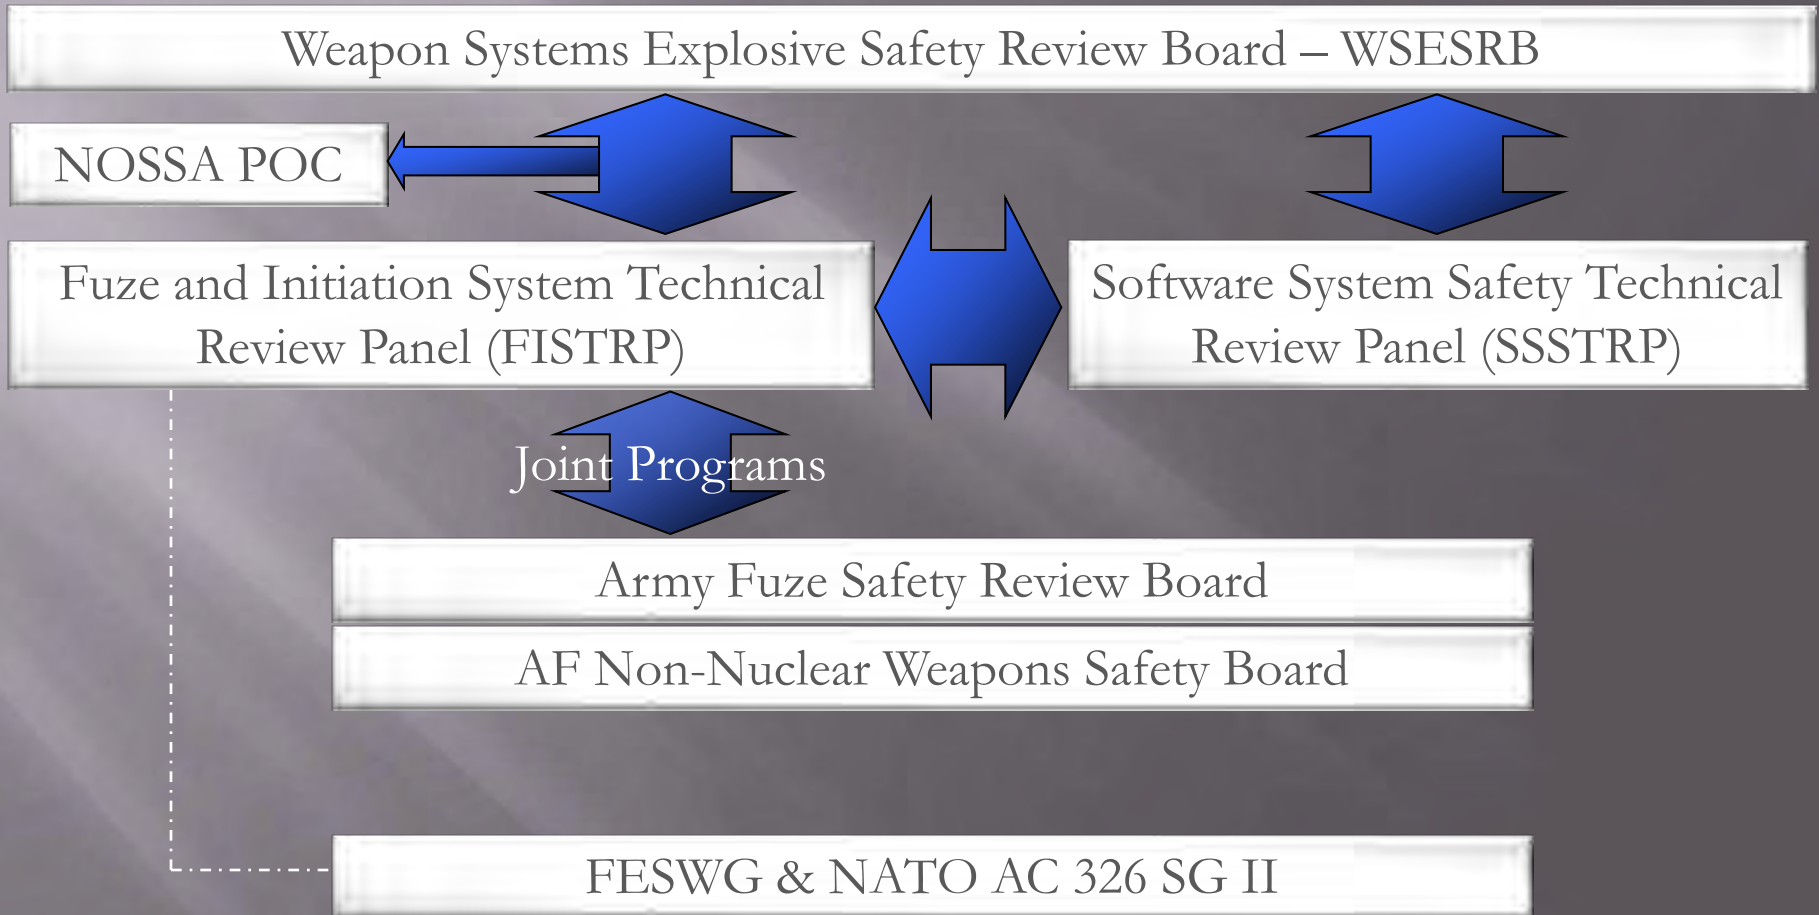 Weapon Systems Explosive Safety Review Board – WSESRB
NOSSA POC
Fuze and Initiation System Technical
Review Panel (FISTRP)
Software System Safety Technical
Review Panel (SSSTRP)
Joint Programs
Army Fuze Safety Review Board
AF Non-Nuclear Weapons Safety Board
FESWG & NATO AC 326 SG II